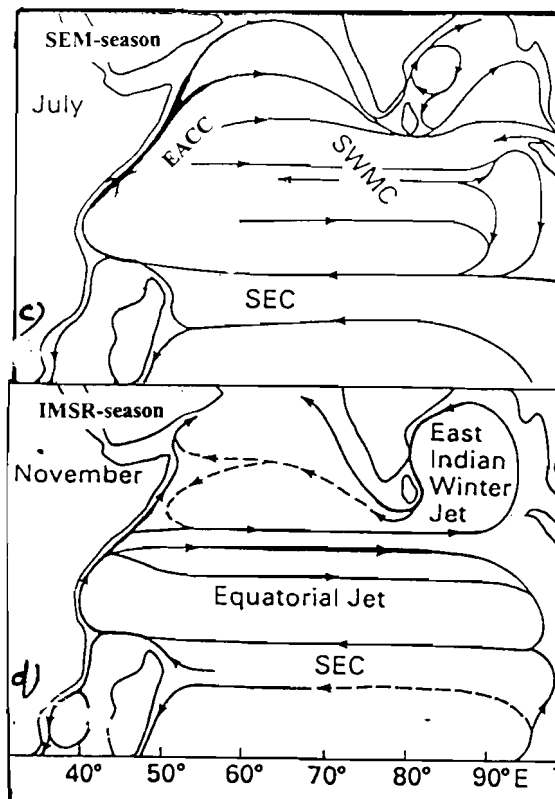 SEM-season
July
EACC
SWMC
SEC
c)
IMSR-season
November
East
Indian
Winter
Jet
Equatorial Jet
SEC
d)
40° 50° 60° 70° 80° 90°E